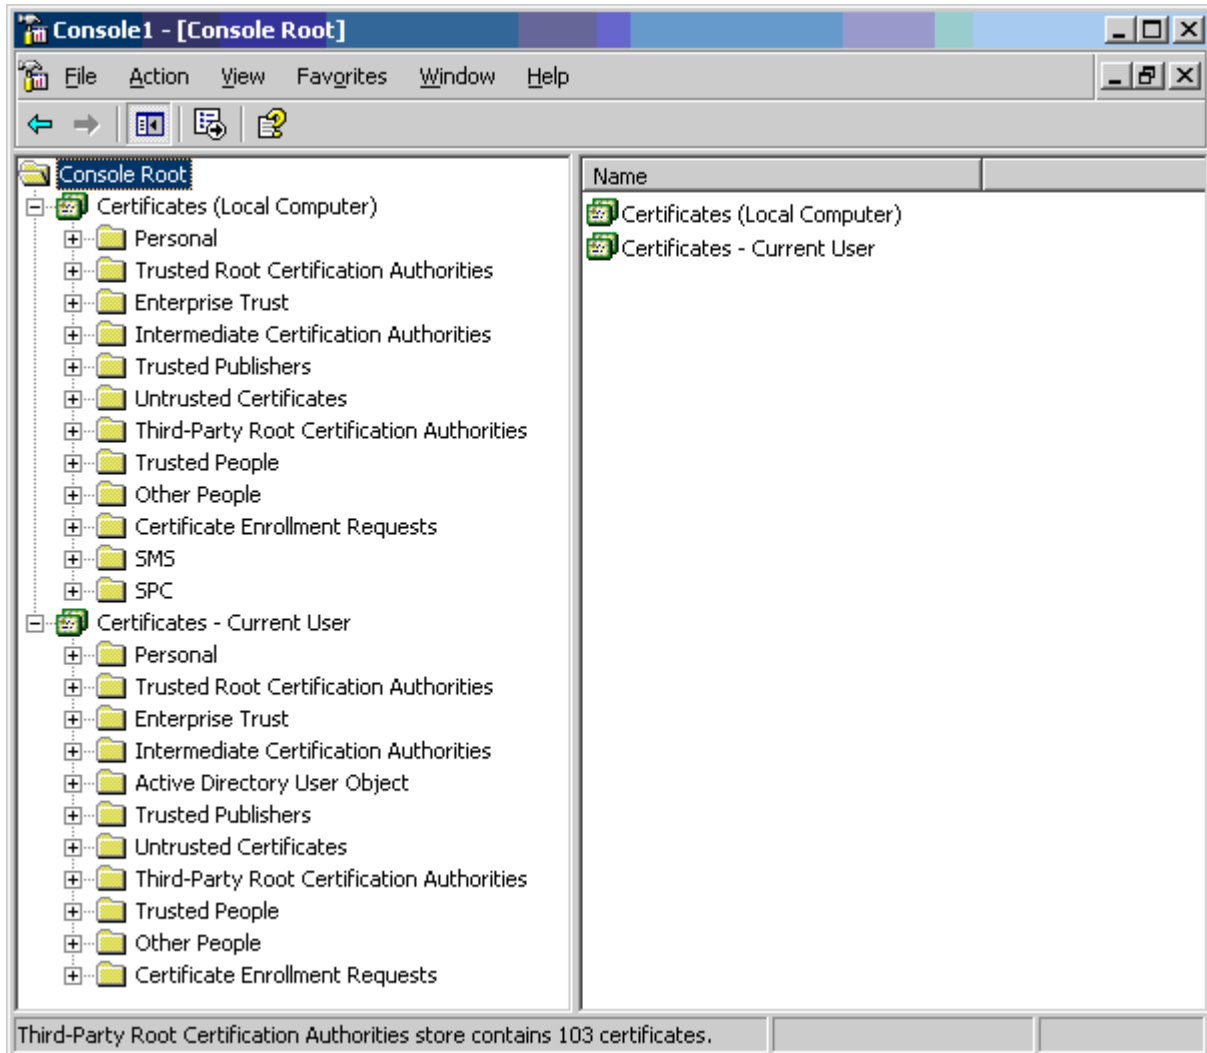 Console1 - [Console Root]
File Action View Favorites Window Help
Console Root
Certificates (Local Computer)
Personal
Trusted Root Certification Authorities
Enterprise Trust
Intermediate Certification Authorities
Trusted Publishers
Untrusted Certificates
Third-Party Root Certification Authorities
Trusted People
Other People
Certificate Enrollment Requests
SMS
SPC
Certificates - Current User
Personal
Trusted Root Certification Authorities
Enterprise Trust
Intermediate Certification Authorities
Active Directory User Object
Trusted Publishers
Untrusted Certificates
Third-Party Root Certification Authorities
Trusted People
Other People
Certificate Enrollment Requests
Name
Certificates (Local Computer)
Certificates - Current User
Third-Party Root Certification Authorities store contains 103 certificates.